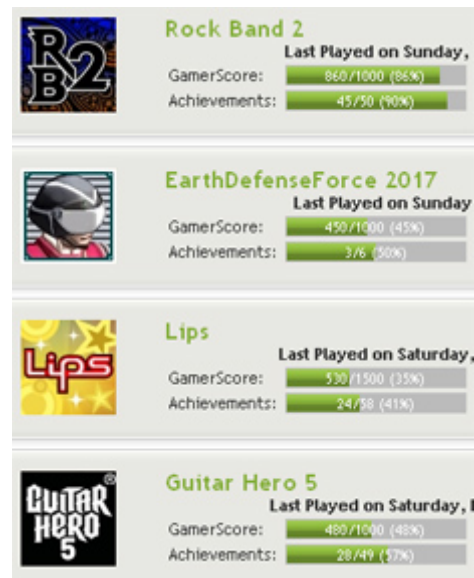 RB2
Rock Band 2
Last Played on Sunday,
GamerScore: 860/1000 (86%)
Achievements: 45/50 (90%)
EarthDefenseForce 2017
Last Played on Sunday
GamerScore: 450/1000 (45%)
Achievements: 3/6 (50%)
Lips
Lips
Last Played on Saturday,
GamerScore: 530/1500 (35%)
Achievements: 24/58 (41%)
GUITAR
HERO
5
Guitar Hero 5
Last Played on Saturday,
GamerScore: 480/1000 (48%)
Achievements: 28/49 (57%)